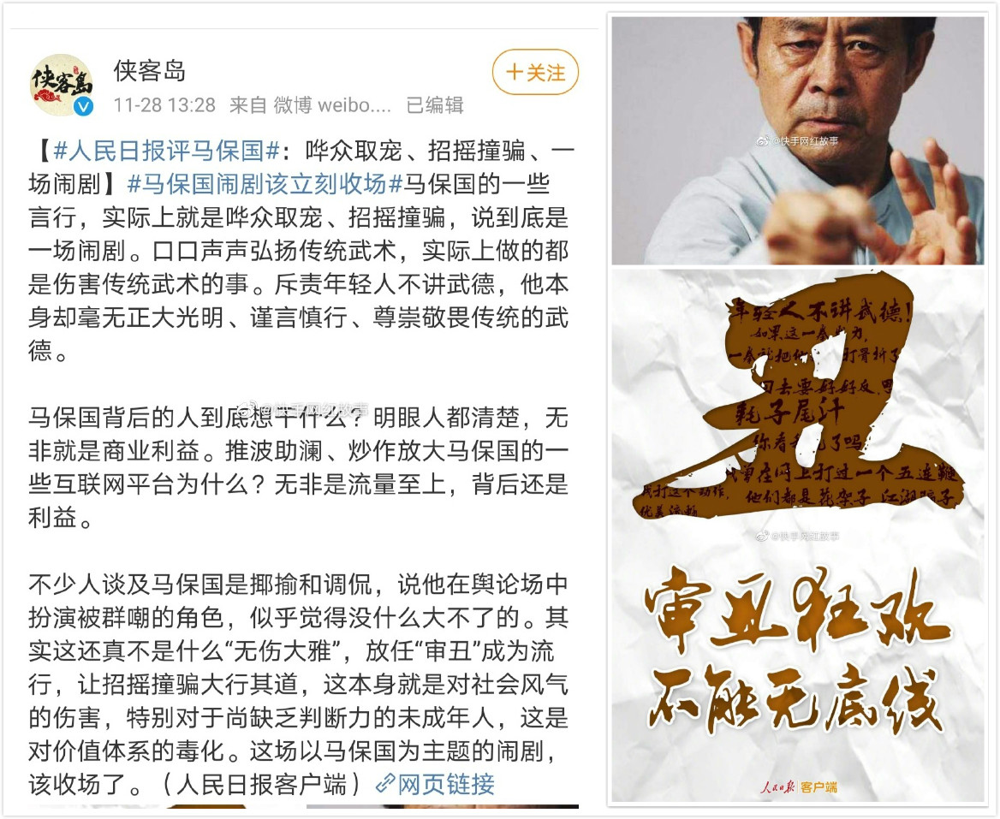 侠客岛
侠客岛
11-28 13:28 来自 微博 weibo.... 已编辑
+关注
【#人民日报评马保国#：哗众取宠、招摇撞骗、一
场闹剧】#马保国闹剧该立刻收场#马保国的一些
言行，实际上就是哗众取宠、招摇撞骗，说到底是
一场闹剧。口口声声弘扬传统武术，实际上做的都
是伤害传统武术的事。斥责年轻人不讲武德，他本
身却毫无正大光明、谨言慎行、尊崇敬畏传统的武
德。
马保国背后的人到底想干什么？明眼人都清楚，无
非就是商业利益。推波助澜、炒作放大马保国的一
些互联网平台为什么？无非是流量至上，背后还是
利益。
@快手网红故事
不少人谈及马保国是揶揄和调侃，说他在舆论场中
扮演被群嘲的角色，似乎觉得没什么大不了的。其
实这还真不是什么“无伤大雅”，放任“审丑”成为流
行，让招摇撞骗大行其道，这本身就是对社会风气
的伤害，特别对于尚缺乏判断力的未成年人，这是
对价值体系的毒化。这场以马保国为主题的闹剧，
该收场了。（人民日报客户端）网页链接
@快手网红故事
丑
年轻人不讲武德！
如果这一拳发力，
一拳就把他 打骨折了
回去要好好反思
耗子尾汁
你看 了吗
我曾在网上打过一个五连鞭
我打这个动作， 他们都是花架子 江湖骗子
优美流畅
@快手网红故事
审丑狂欢
不能无底线
人民日报 客户端